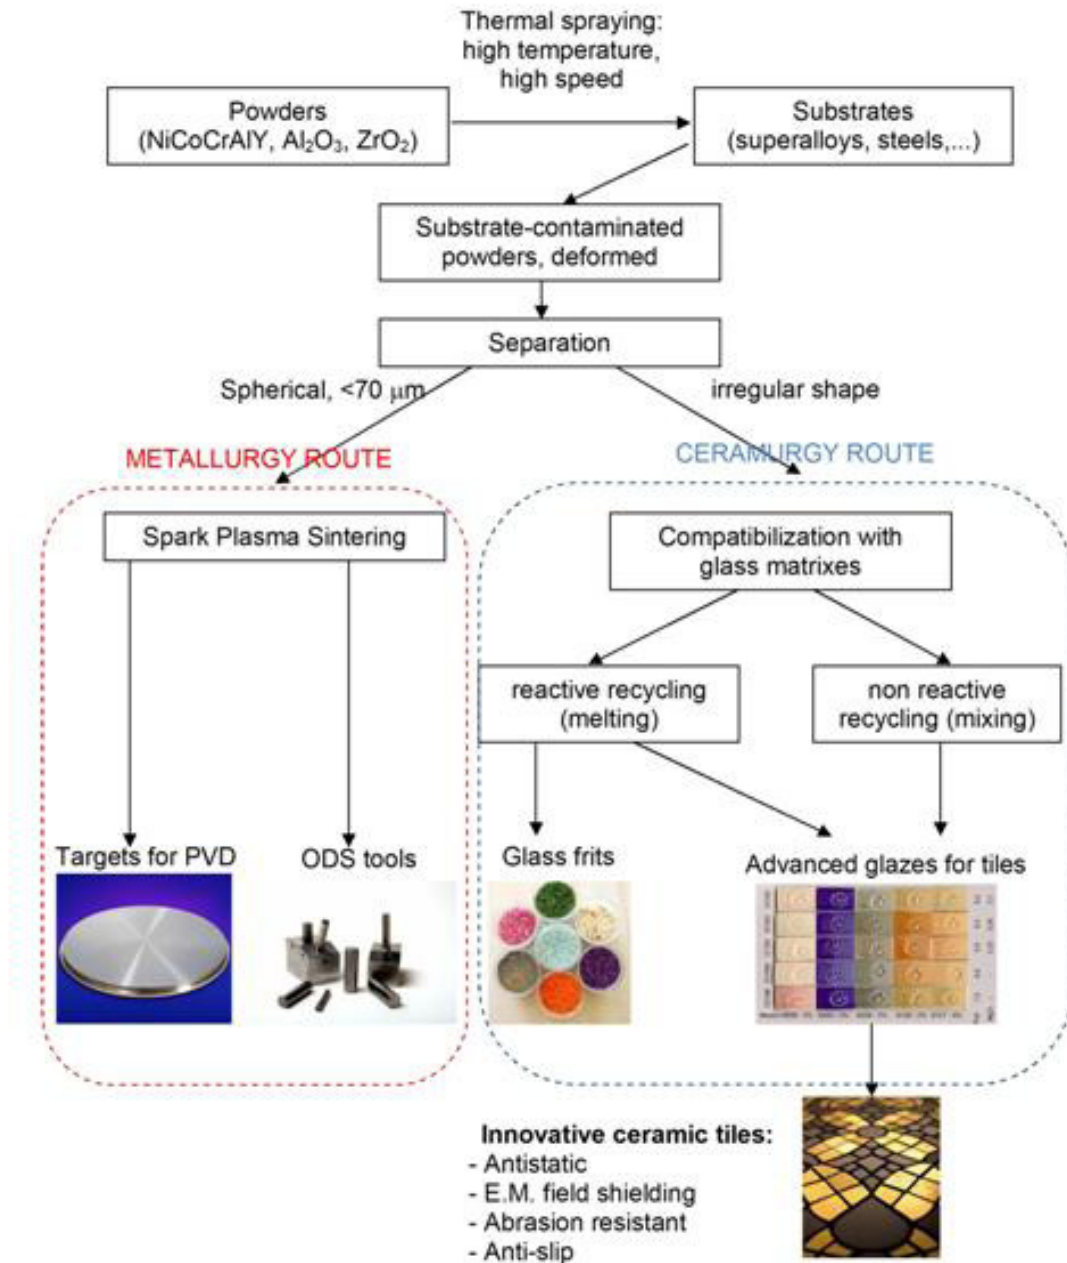 Thermal spraying:
high temperature,
high speed
Powders
(NiCoCrAlY, Al₂O₃, ZrO₂)
Substrates
(superalloys, steels,...)
Substrate-contaminated
powders, deformed
Separation
Spherical, <70 μm
irregular shape
METALLURGY ROUTE
CERAMURGY ROUTE
Spark Plasma Sintering
Compatibilization with
glass matrixes
reactive recycling
(melting)
non reactive
recycling (mixing)
Targets for PVD
ODS tools
Glass frits
Advanced glazes for tiles
Innovative ceramic tiles:
- Antistatic
- E.M. field shielding
- Abrasion resistant
- Anti-slip